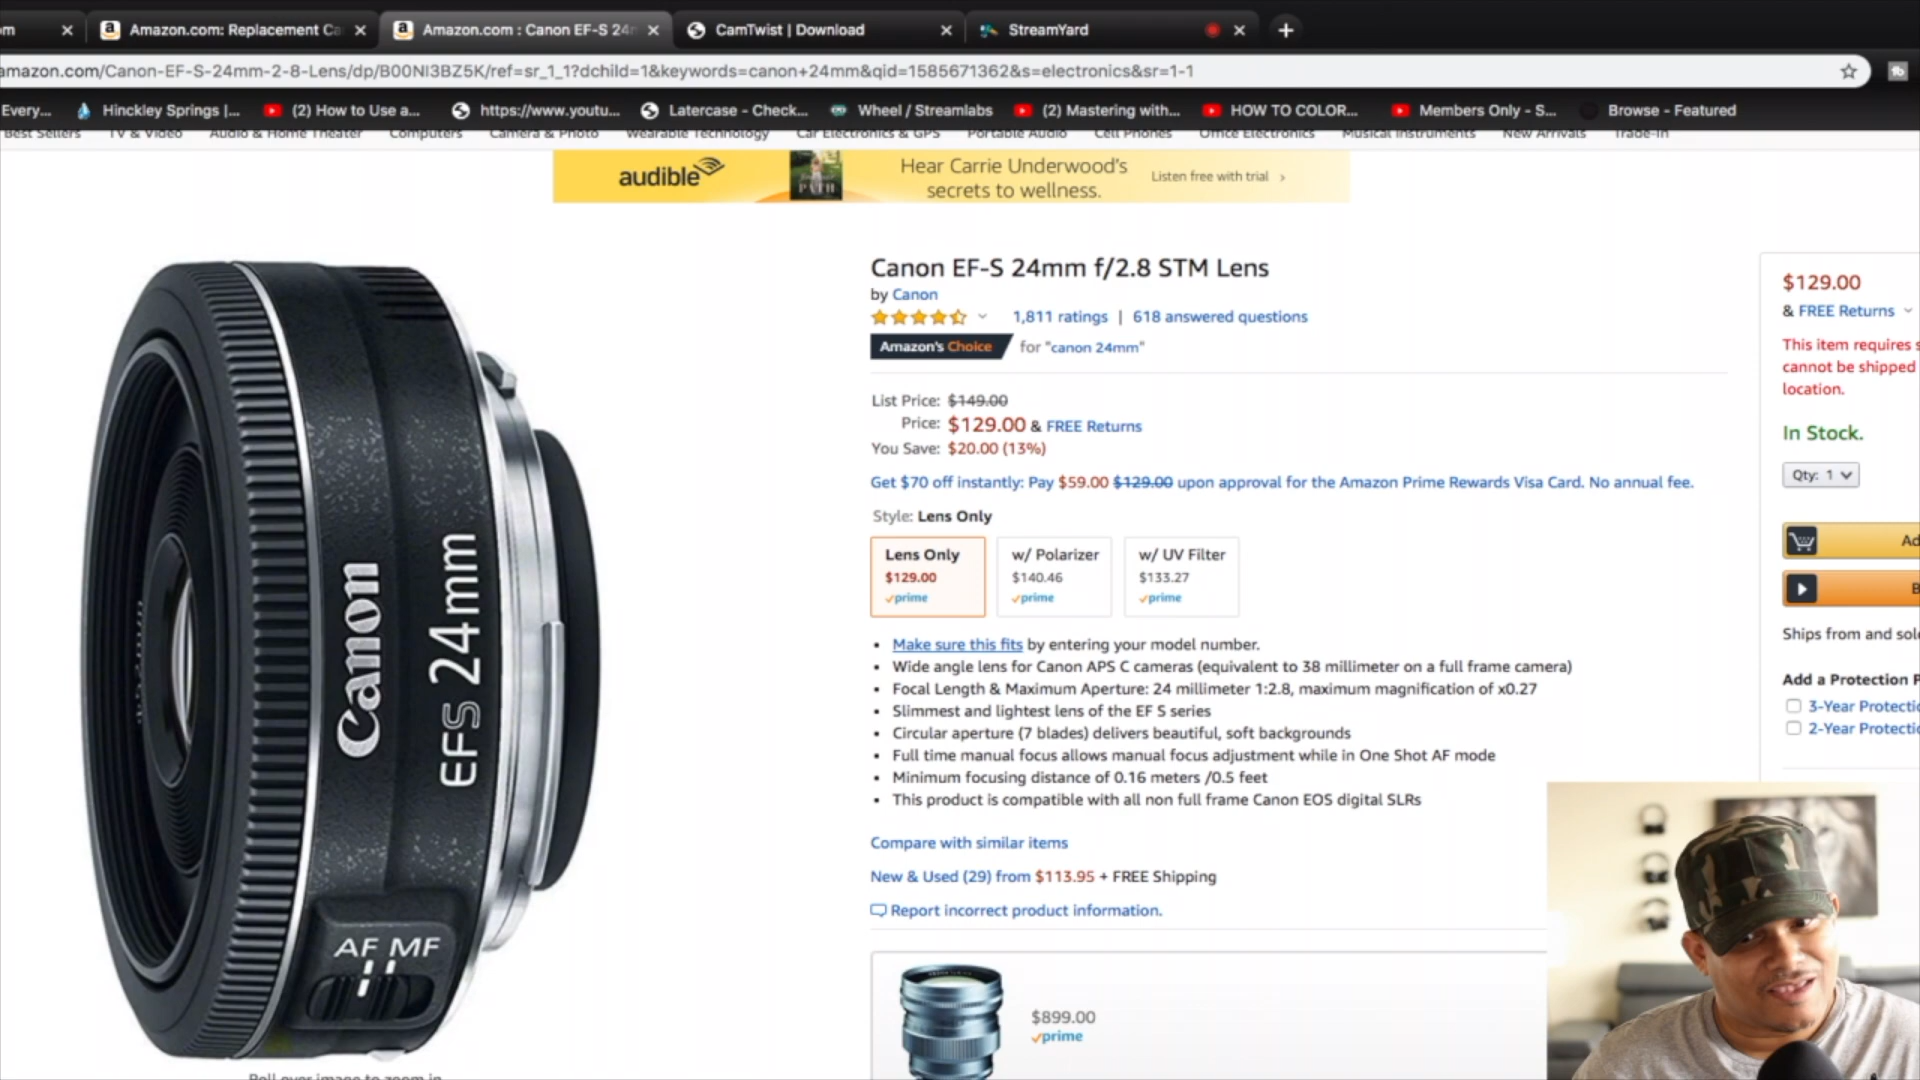 Amazon.com: Replacement Ca
Amazon.com : Canon EF-S 24m
CamTwist | Download
StreamYard
amazon.com/Canon-EF-S-24mm-2-8-Lens/dp/B00NI3BZ5K/ref=sr_1_1?dchild=1&keywords=canon+24mm&qid=1585671362&s=electronics&sr=1-1
Every... Hinckley Springs |... (2) How to Use a... https://www.youtu... Latercase - Check... Wheel / Streamlabs (2) Mastering with... HOW TO COLOR... Members Only - S... Browse - Featured
Best Sellers TV & Video Audio & Home Theater Computers Camera & Photo Wearable Technology Car Electronics & GPS Portable Audio Cell Phones Office Electronics Musical Instruments New Arrivals Trade-In
audible
PATH
Hear Carrie Underwood's
secrets to wellness.
Listen free with trial ›
Canon EF-S 24mm f/2.8 STM Lens
by Canon
1,811 ratings | 618 answered questions
Amazon's Choice for "canon 24mm"
List Price: $149.00
Price: $129.00 & FREE Returns
You Save: $20.00 (13%)
Get $70 off instantly: Pay $59.00 $129.00 upon approval for the Amazon Prime Rewards Visa Card. No annual fee.
Style: Lens Only
Lens Only
$129.00
prime
w/ Polarizer
$140.46
prime
w/ UV Filter
$133.27
prime
• Make sure this fits by entering your model number.
• Wide angle lens for Canon APS C cameras (equivalent to 38 millimeter on a full frame camera)
• Focal Length & Maximum Aperture: 24 millimeter 1:2.8, maximum magnification of x0.27
• Slimmest and lightest lens of the EF S series
• Circular aperture (7 blades) delivers beautiful, soft backgrounds
• Full time manual focus allows manual focus adjustment while in One Shot AF mode
• Minimum focusing distance of 0.16 meters /0.5 feet
• This product is compatible with all non full frame Canon EOS digital SLRs
Compare with similar items
New & Used (29) from $113.95 + FREE Shipping
Report incorrect product information.
$899.00
prime
$129.00
& FREE Returns
This item requires s
cannot be shipped
location.
In Stock.
Qty: 1
Ad
B
Ships from and sol
Add a Protection P
3-Year Protectio
2-Year Protectio
Canon
EFS 24mm
AF MF
Roll over image to zoom in